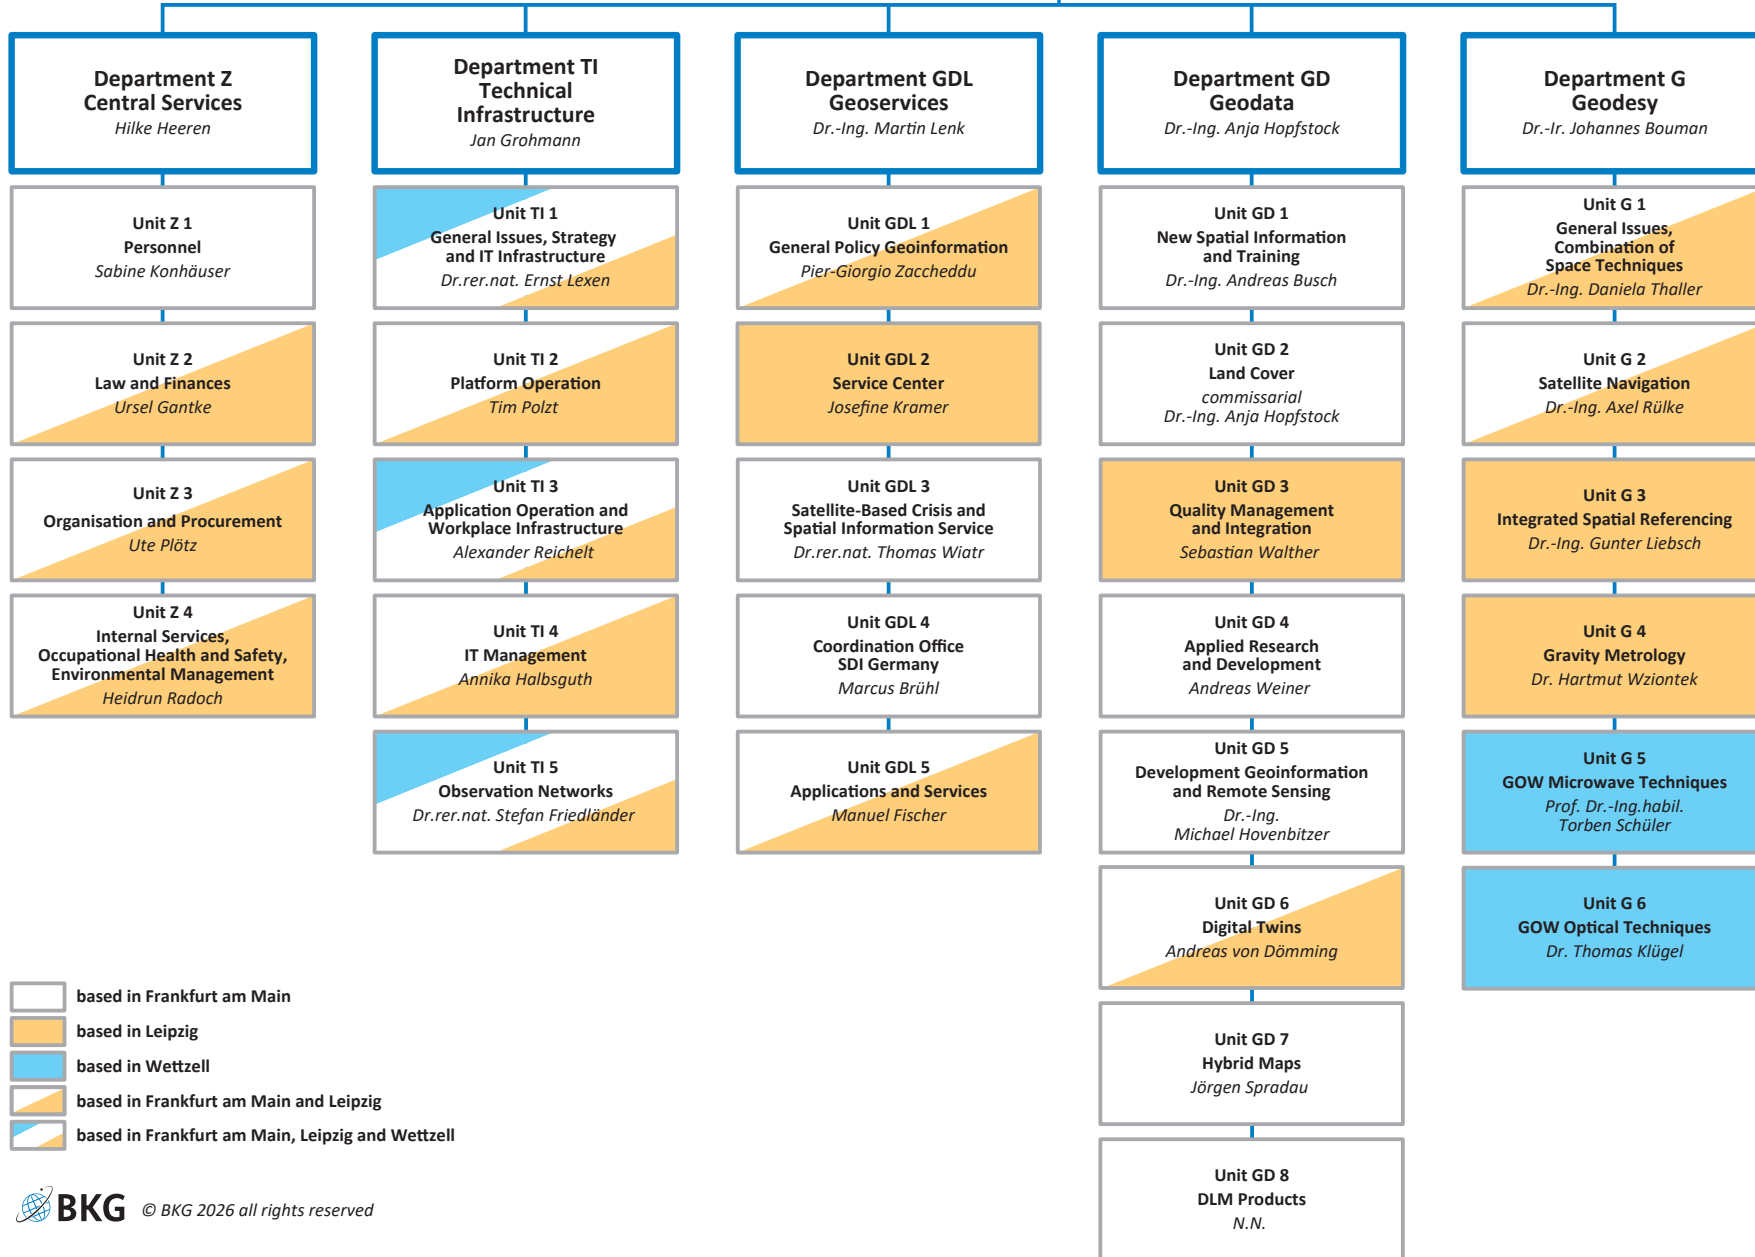 Department Z
Central Services
Hilke Heeren
Department TI
Technical
Infrastructure
Jan Grohmann
Department GDL
Geoservices
Dr.-Ing. Martin Lenk
Department GD
Geodata
Dr.-Ing. Anja Hopfstock
Department G
Geodesy
Dr.-Ir. Johannes Bouman
Unit Z 1
Personnel
Sabine Konhäuser
Unit Z 2
Law and Finances
Ursel Gantke
Unit Z 3
Organisation and Procurement
Ute Plötz
Unit Z 4
Internal Services,
Occupational Health and Safety,
Environmental Management
Heidrun Radoch
Unit TI 1
General Issues, Strategy
and IT Infrastructure
Dr.rer.nat. Ernst Lexen
Unit TI 2
Platform Operation
Tim Polzt
Unit TI 3
Application Operation and
Workplace Infrastructure
Alexander Reichelt
Unit TI 4
IT Management
Annika Halbsguth
Unit TI 5
Observation Networks
Dr.rer.nat. Stefan Friedländer
Unit GDL 1
General Policy Geoinformation
Pier-Giorgio Zaccheddu
Unit GDL 2
Service Center
Josefine Kramer
Unit GDL 3
Satellite-Based Crisis and
Spatial Information Service
Dr.rer.nat. Thomas Wiatr
Unit GDL 4
Coordination Office
SDI Germany
Marcus Brühl
Unit GDL 5
Applications and Services
Manuel Fischer
Unit GD 1
New Spatial Information
and Training
Dr.-Ing. Andreas Busch
Unit GD 2
Land Cover
commissarial
Dr.-Ing. Anja Hopfstock
Unit GD 3
Quality Management
and Integration
Sebastian Walther
Unit GD 4
Applied Research
and Development
Andreas Weiner
Unit GD 5
Development Geoinformation
and Remote Sensing
Dr.-Ing.
Michael Hovenbitzer
Unit GD 6
Digital Twins
Andreas von Dömming
Unit GD 7
Hybrid Maps
Jörgen Spradau
Unit GD 8
DLM Products
N.N.
Unit G 1
General Issues,
Combination of
Space Techniques
Dr.-Ing. Daniela Thaller
Unit G 2
Satellite Navigation
Dr.-Ing. Axel Rülke
Unit G 3
Integrated Spatial Referencing
Dr.-Ing. Gunter Liebsch
Unit G 4
Gravity Metrology
Dr. Hartmut Wziontek
Unit G 5
GOW Microwave Techniques
Prof. Dr.-Ing.habil.
Torben Schüler
Unit G 6
GOW Optical Techniques
Dr. Thomas Klügel
based in Frankfurt am Main
based in Leipzig
based in Wettzell
based in Frankfurt am Main and Leipzig
based in Frankfurt am Main, Leipzig and Wettzell
BKG © BKG 2026 all rights reserved